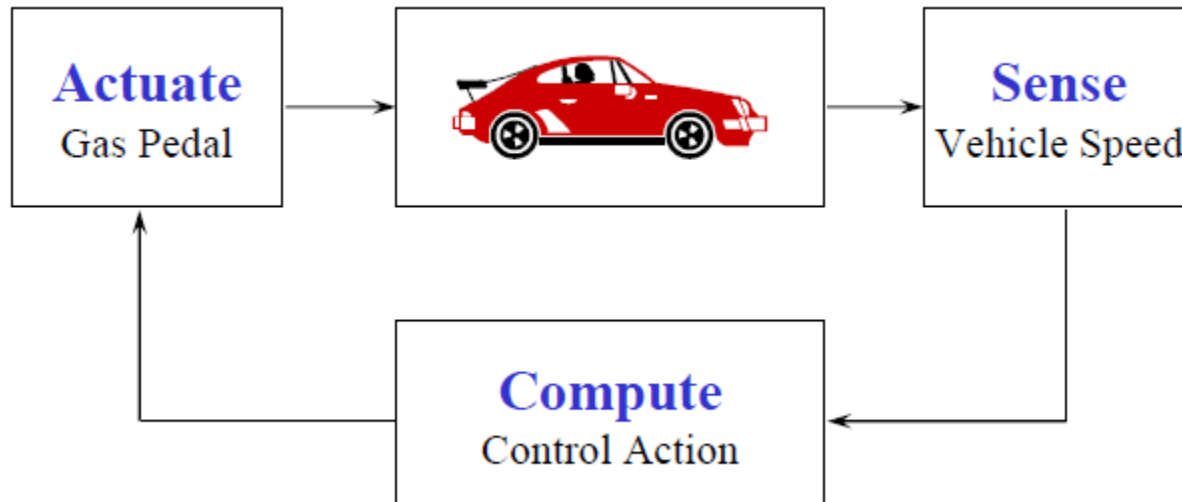 Actuate
Gas Pedal
Sense
Vehicle Speed
Compute
Control Action